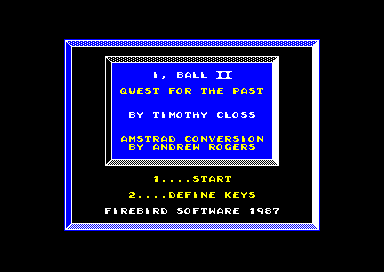 I, BALL II
QUEST FOR THE PAST
BY TIMOTHY CLOSS
AMSTRAD CONVERSION
BY ANDREW ROGERS
1....START
2....DEFINE KEYS
FIREBIRD SOFTWARE 1987